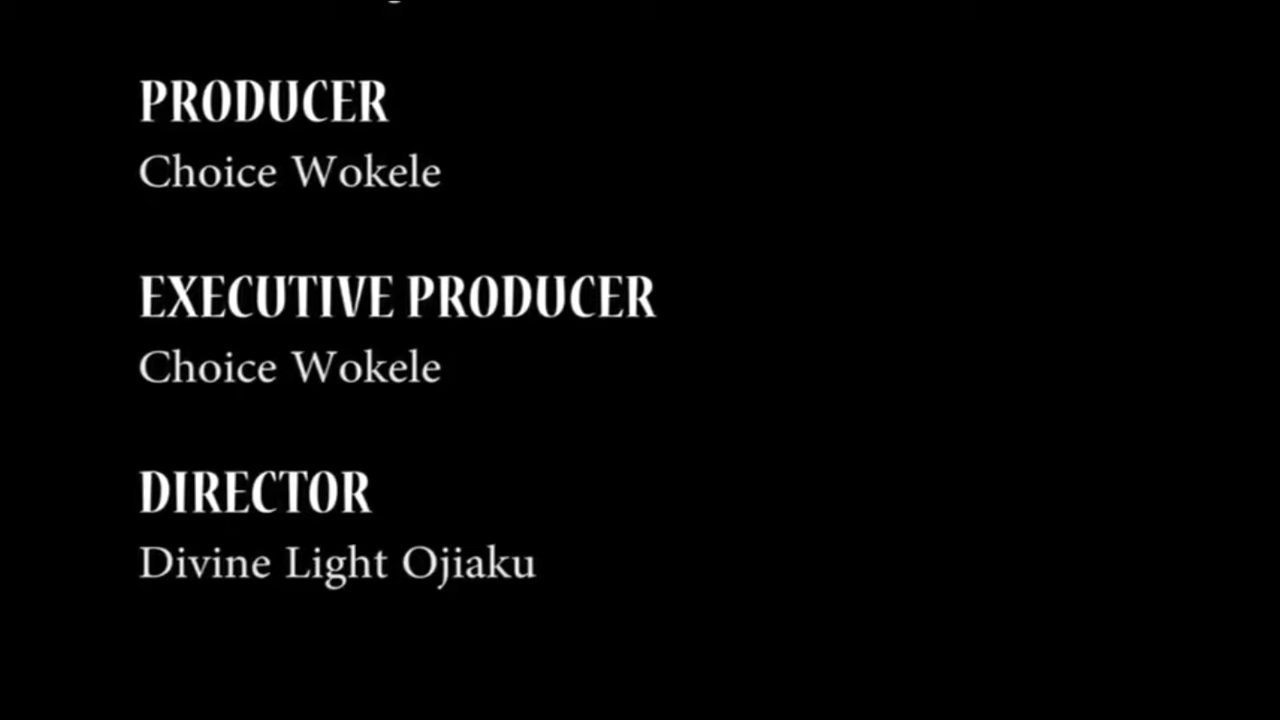 PRODUCER
Choice Wokele
EXECUTIVE PRODUCER
Choice Wokele
DIRECTOR
Divine Light Ojiaku